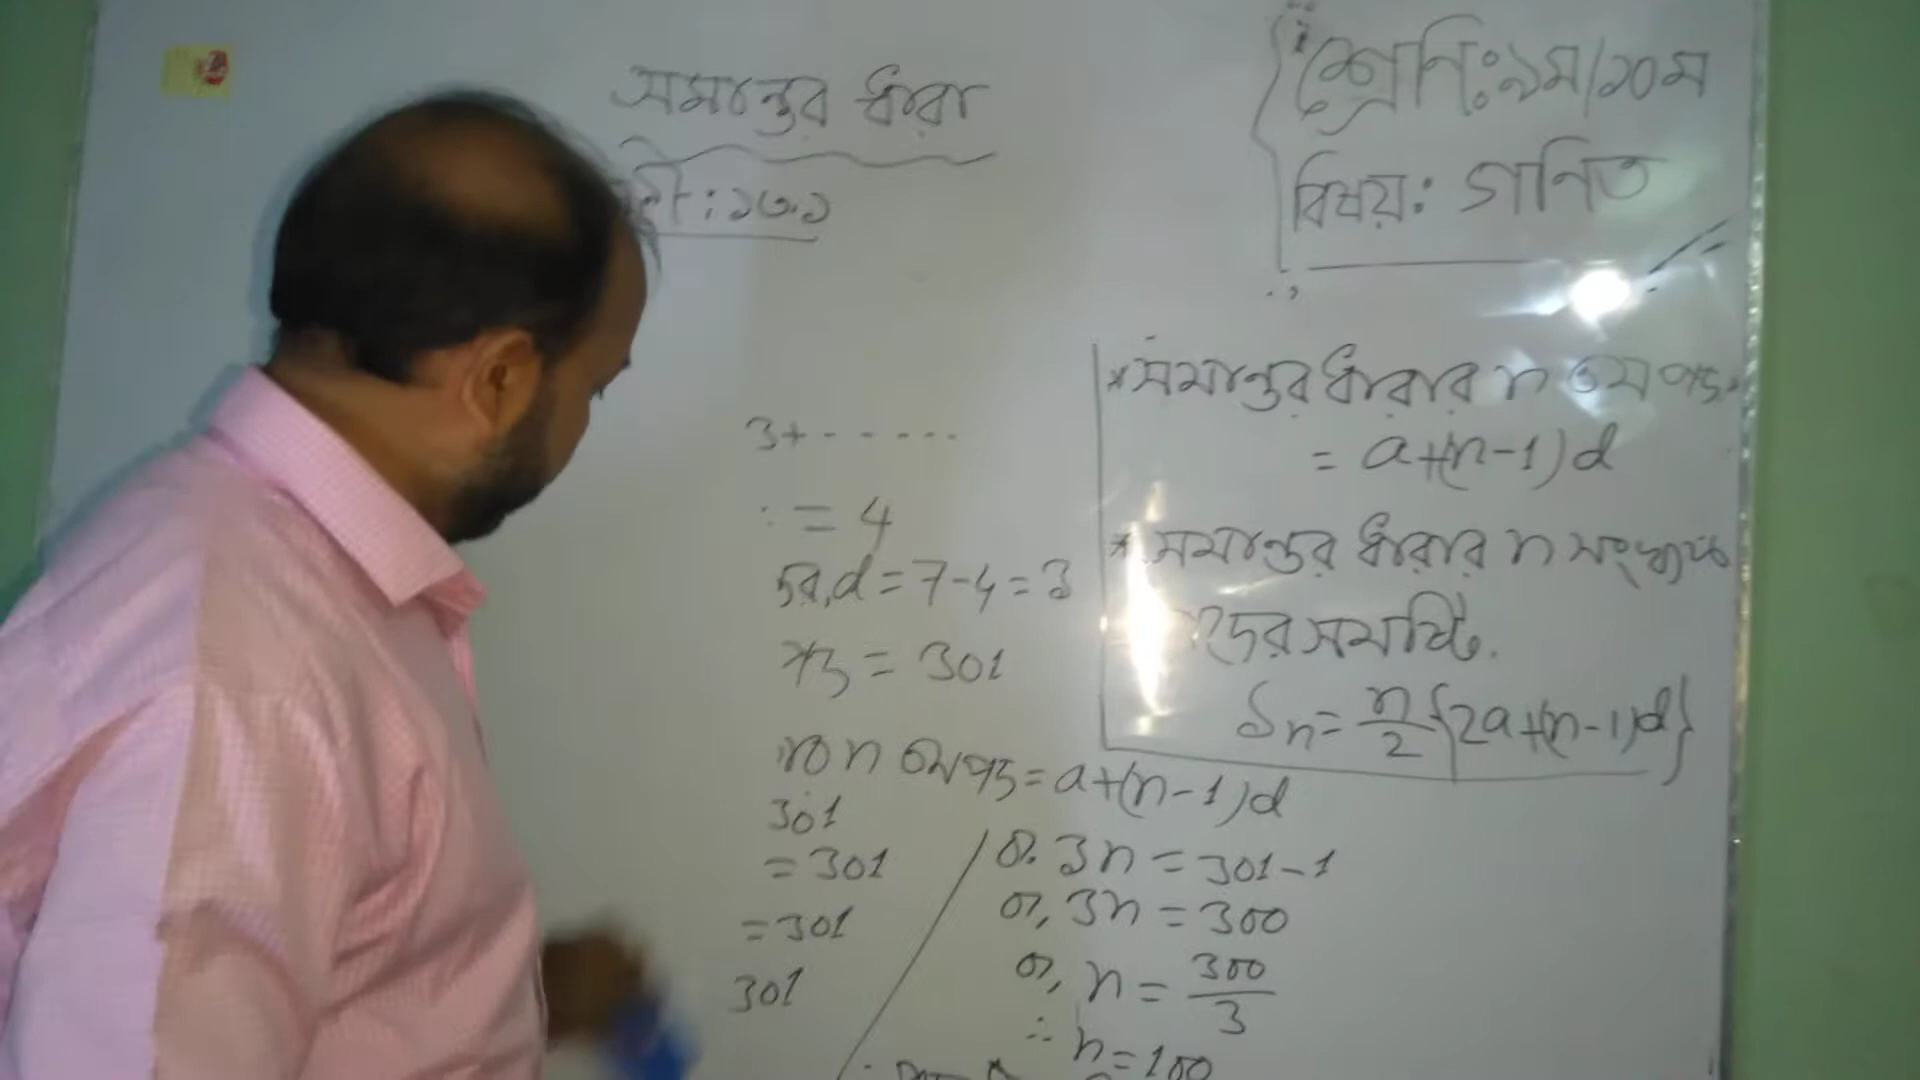 সমান্তর ধারা
নী: ১৩.১
শ্রেণি: ৯ম/১০ম
বিষয়: গনিত
3+ - - - - -
= 4
d = 7-4 = 3
= 301
n তম পদ = a+(n-1)d
301
= 301
= 301
301
3n = 301-1
বা, 3n = 300
বা, n = 300/3
∴ n = 100
* সমান্তর ধারার n তম পদ
= a+(n-1)d
* সমান্তর ধারার n সংখ্যক
পদের সমষ্টি.
Sn = n/2 {2a+(n-1)d}